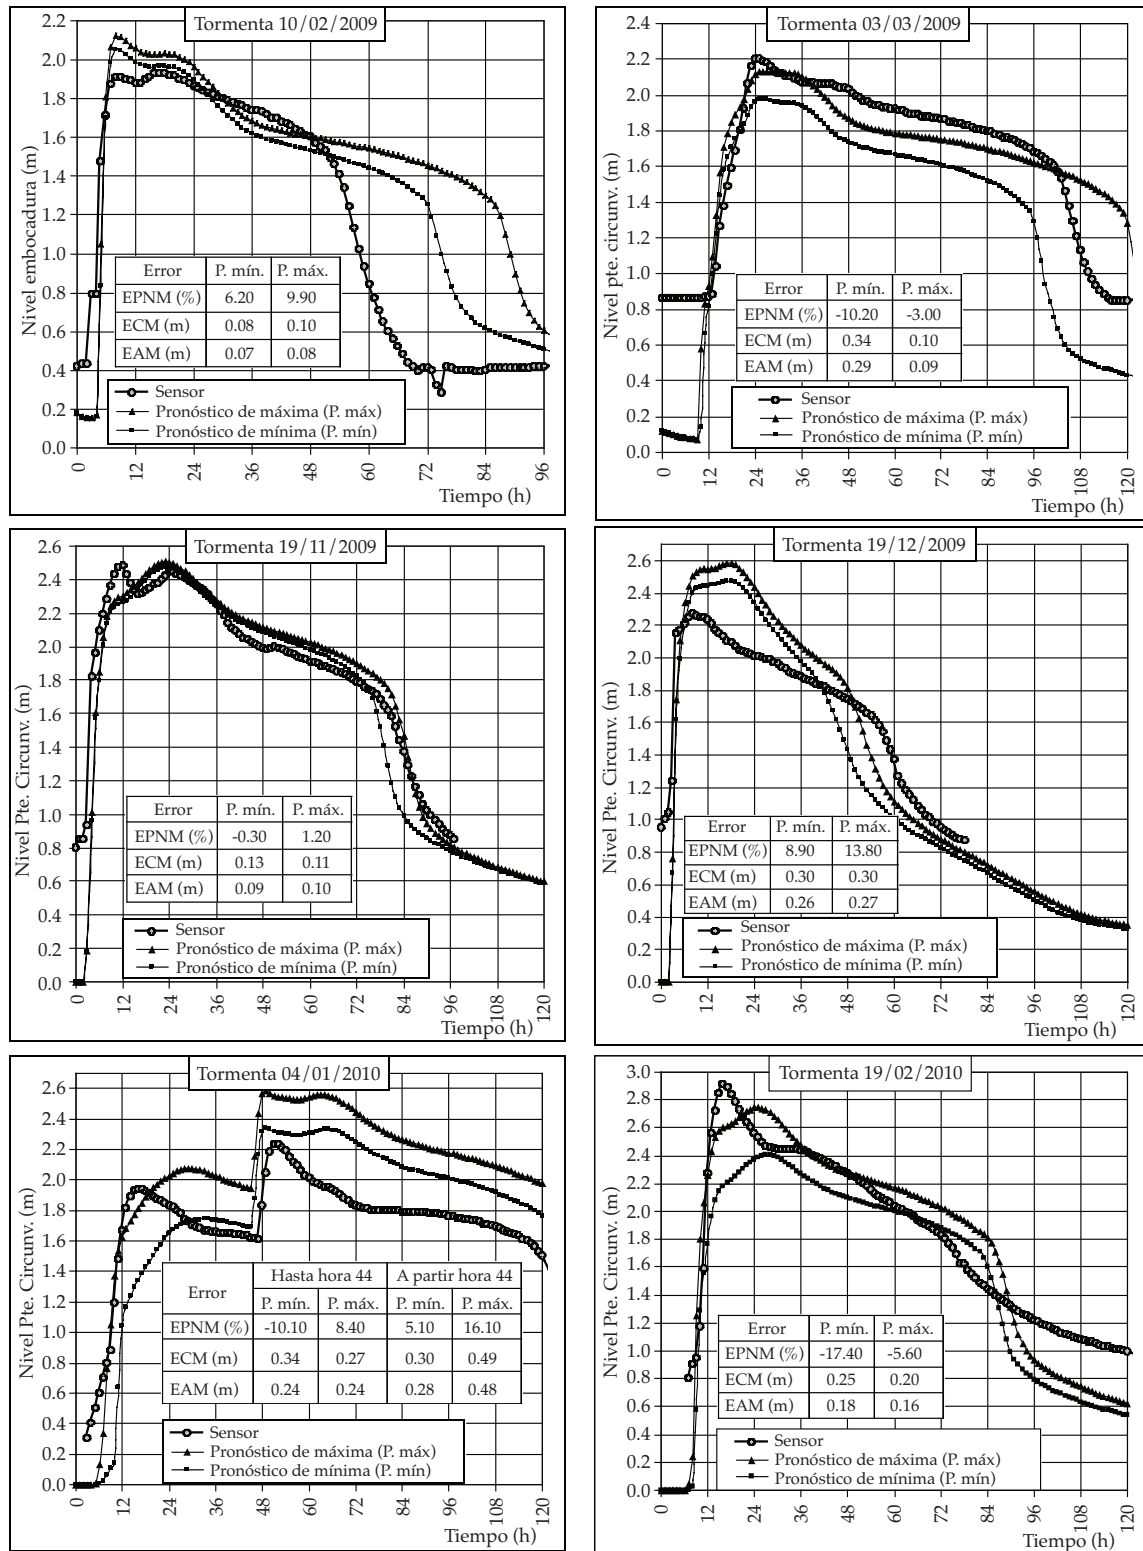 Tormenta 10/02/2009
Nivel embocadura (m)
2.2
2.0
1.8
1.6
1.4
1.2
1.0
0.8
0.6
0.4
0.2
0.0
Error P. mín. P. máx.
EPNM (%) 6.20 9.90
ECM (m) 0.08 0.10
EAM (m) 0.07 0.08
Sensor
Pronóstico de máxima (P. máx)
Pronóstico de mínima (P. mín)
0 12 24 36 48 60 72 84 96
Tiempo (h)
Tormenta 03/03/2009
Nivel pte. circunv. (m)
2.4
2.2
2.0
1.8
1.6
1.4
1.2
1.0
0.8
0.6
0.4
0.2
0.0
Error P. mín. P. máx.
EPNM (%) -10.20 -3.00
ECM (m) 0.34 0.10
EAM (m) 0.29 0.09
Sensor
Pronóstico de máxima (P. máx)
Pronóstico de mínima (P. mín)
0 12 24 36 48 60 72 84 96 108 120
Tiempo (h)
Tormenta 19/11/2009
Nivel Pte. Circunv. (m)
2.6
2.4
2.2
2.0
1.8
1.6
1.4
1.2
1.0
0.8
0.6
0.4
0.2
0.0
Error P. mín. P. máx.
EPNM (%) -0.30 1.20
ECM (m) 0.13 0.11
EAM (m) 0.09 0.10
Sensor
Pronóstico de máxima (P. máx)
Pronóstico de mínima (P. mín)
0 12 24 36 48 60 72 84 96 108 120
Tiempo (h)
Tormenta 19/12/2009
Nivel Pte. Circunv. (m)
2.6
2.4
2.2
2.0
1.8
1.6
1.4
1.2
1.0
0.8
0.6
0.4
0.2
0.0
Error P. mín. P. máx.
EPNM (%) 8.90 13.80
ECM (m) 0.30 0.30
EAM (m) 0.26 0.27
Sensor
Pronóstico de máxima (P. máx)
Pronóstico de mínima (P. mín)
0 12 24 36 48 60 72 84 96 108 120
Tiempo (h)
Tormenta 04/01/2010
Nivel Pte. Circunv. (m)
2.6
2.4
2.2
2.0
1.8
1.6
1.4
1.2
1.0
0.8
0.6
0.4
0.2
0.0
Error Hasta hora 44 A partir hora 44
P. mín. P. máx. P. mín. P. máx.
EPNM (%) -10.10 8.40 5.10 16.10
ECM (m) 0.34 0.27 0.30 0.49
EAM (m) 0.24 0.24 0.28 0.48
Sensor
Pronóstico de máxima (P. máx)
Pronóstico de mínima (P. mín)
0 12 24 36 48 60 72 84 96 108 120
Tiempo (h)
Tormenta 19/02/2010
Nivel Pte. Circunv. (m)
3.0
2.8
2.6
2.4
2.2
2.0
1.8
1.6
1.4
1.2
1.0
0.8
0.6
0.4
0.2
0.0
Error P. mín. P. máx.
EPNM (%) -17.40 -5.60
ECM (m) 0.25 0.20
EAM (m) 0.18 0.16
Sensor
Pronóstico de máxima (P. máx)
Pronóstico de mínima (P. mín)
0 12 24 36 48 60 72 84 96 108 120
Tiempo (h)